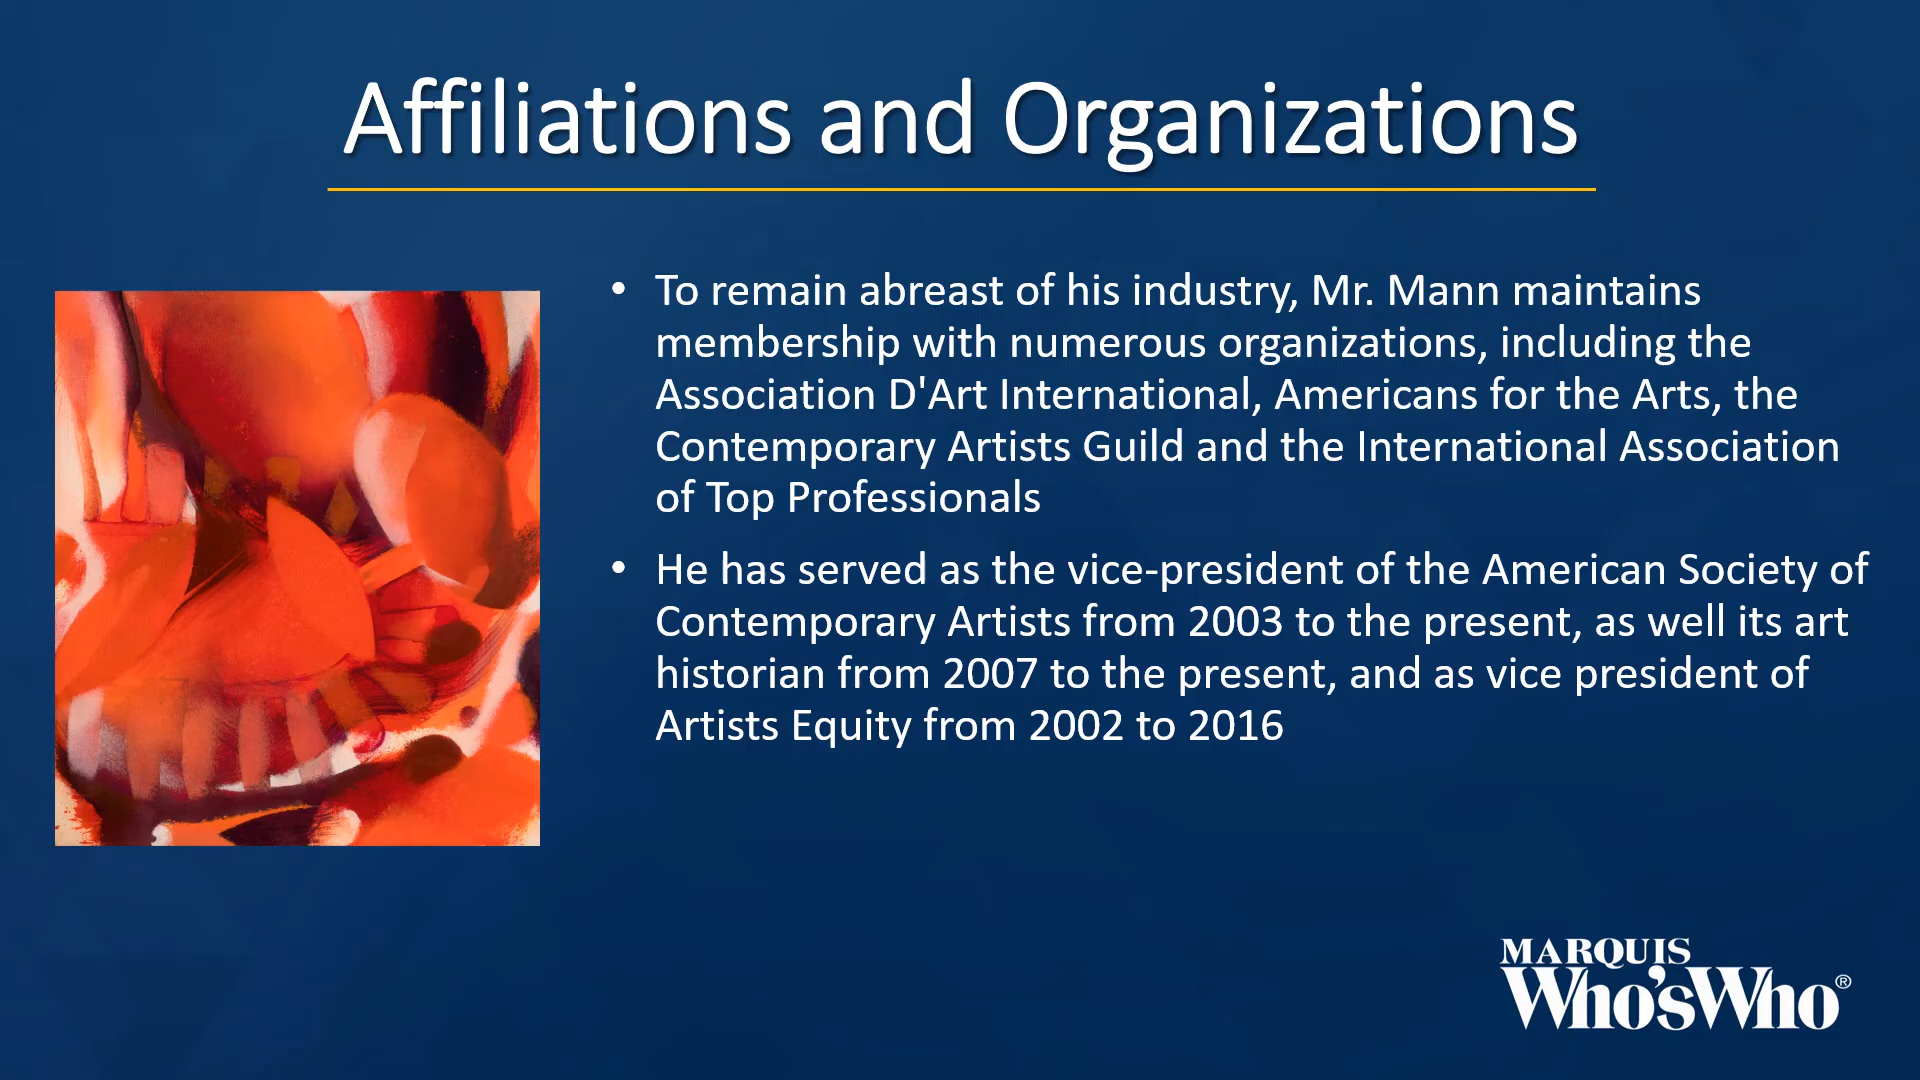 Affiliations and Organizations
• To remain abreast of his industry, Mr. Mann maintains
membership with numerous organizations, including the
Association D'Art International, Americans for the Arts, the
Contemporary Artists Guild and the International Association
of Top Professionals
• He has served as the vice-president of the American Society of
Contemporary Artists from 2003 to the present, as well its art
historian from 2007 to the present, and as vice president of
Artists Equity from 2002 to 2016
MARQUIS
Who'sWho®